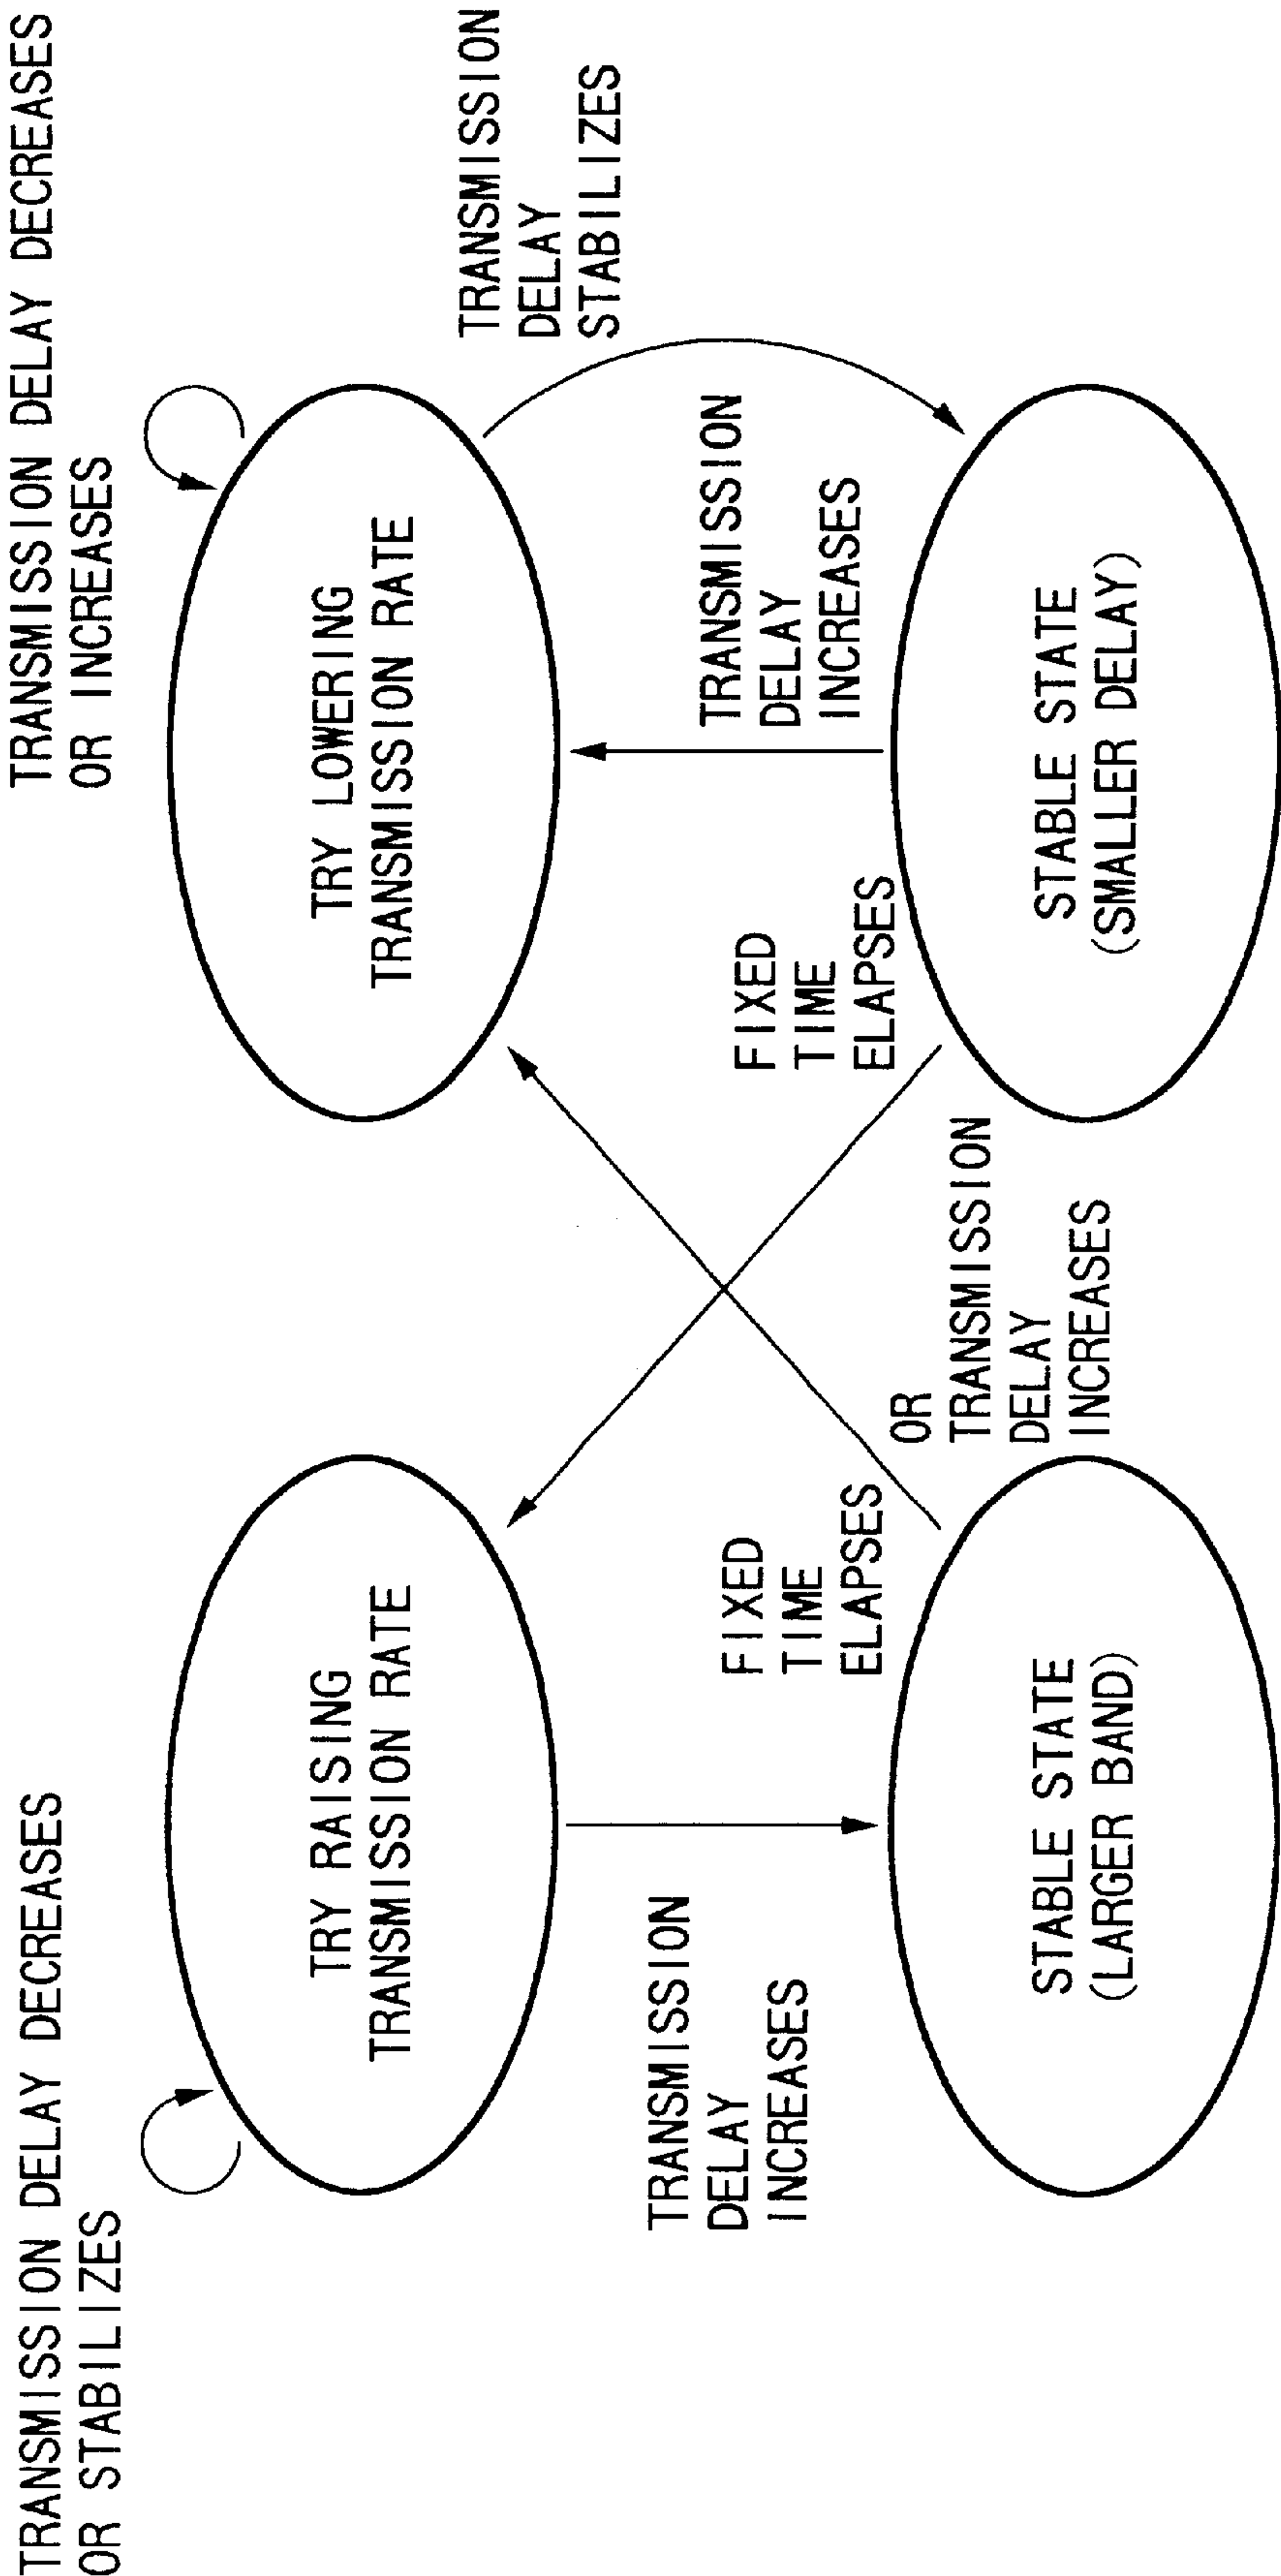 TRANSMISSION DELAY DECREASES
OR STABILIZES
TRANSMISSION DELAY DECREASES
OR INCREASES
TRY RAISING
TRANSMISSION RATE
TRY LOWERING
TRANSMISSION RATE
TRANSMISSION
DELAY
STABILIZES
TRANSMISSION
DELAY
INCREASES
FIXED
TIME
ELAPSES
OR
TRANSMISSION
DELAY
INCREASES
FIXED
TIME
ELAPSES
TRANSMISSION
DELAY
INCREASES
STABLE STATE
(LARGER BAND)
STABLE STATE
(SMALLER DELAY)